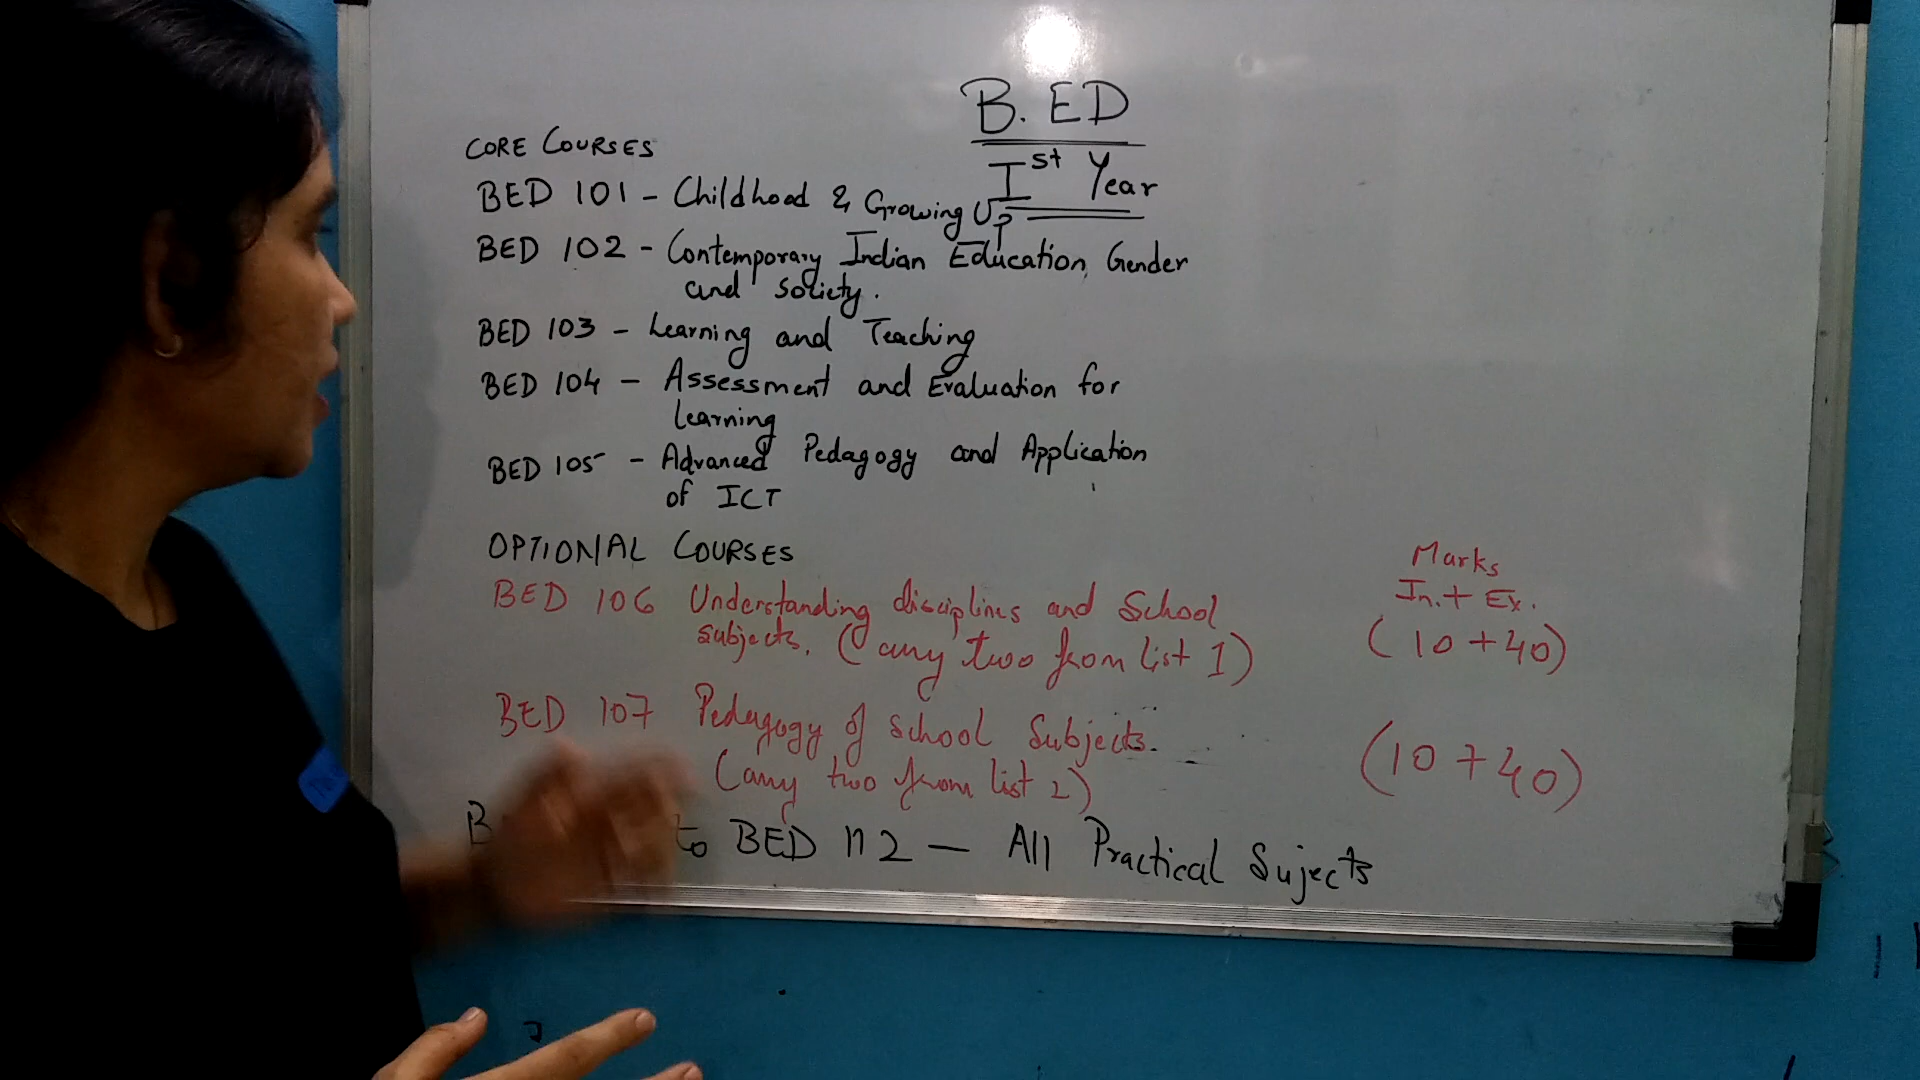 B.ED
Ist Year
CORE COURSES
BED 101 - Childhood & Growing Up
BED 102 - Contemporary Indian Education, Gender
and society.
BED 103 - Learning and Teaching
BED 104 - Assessment and Evaluation for
learning
BED 105 - Advanced Pedagogy and Application
of ICT
OPTIONAL COURSES
Marks
In. + Ex.
BED 106 Understanding disciplines and School
subjects. (any two from list 1) (10+40)
BED 107 Pedagogy of School Subjects.
(any two from list 2) (10+40)
B to BED 112 - All Practical Sujects